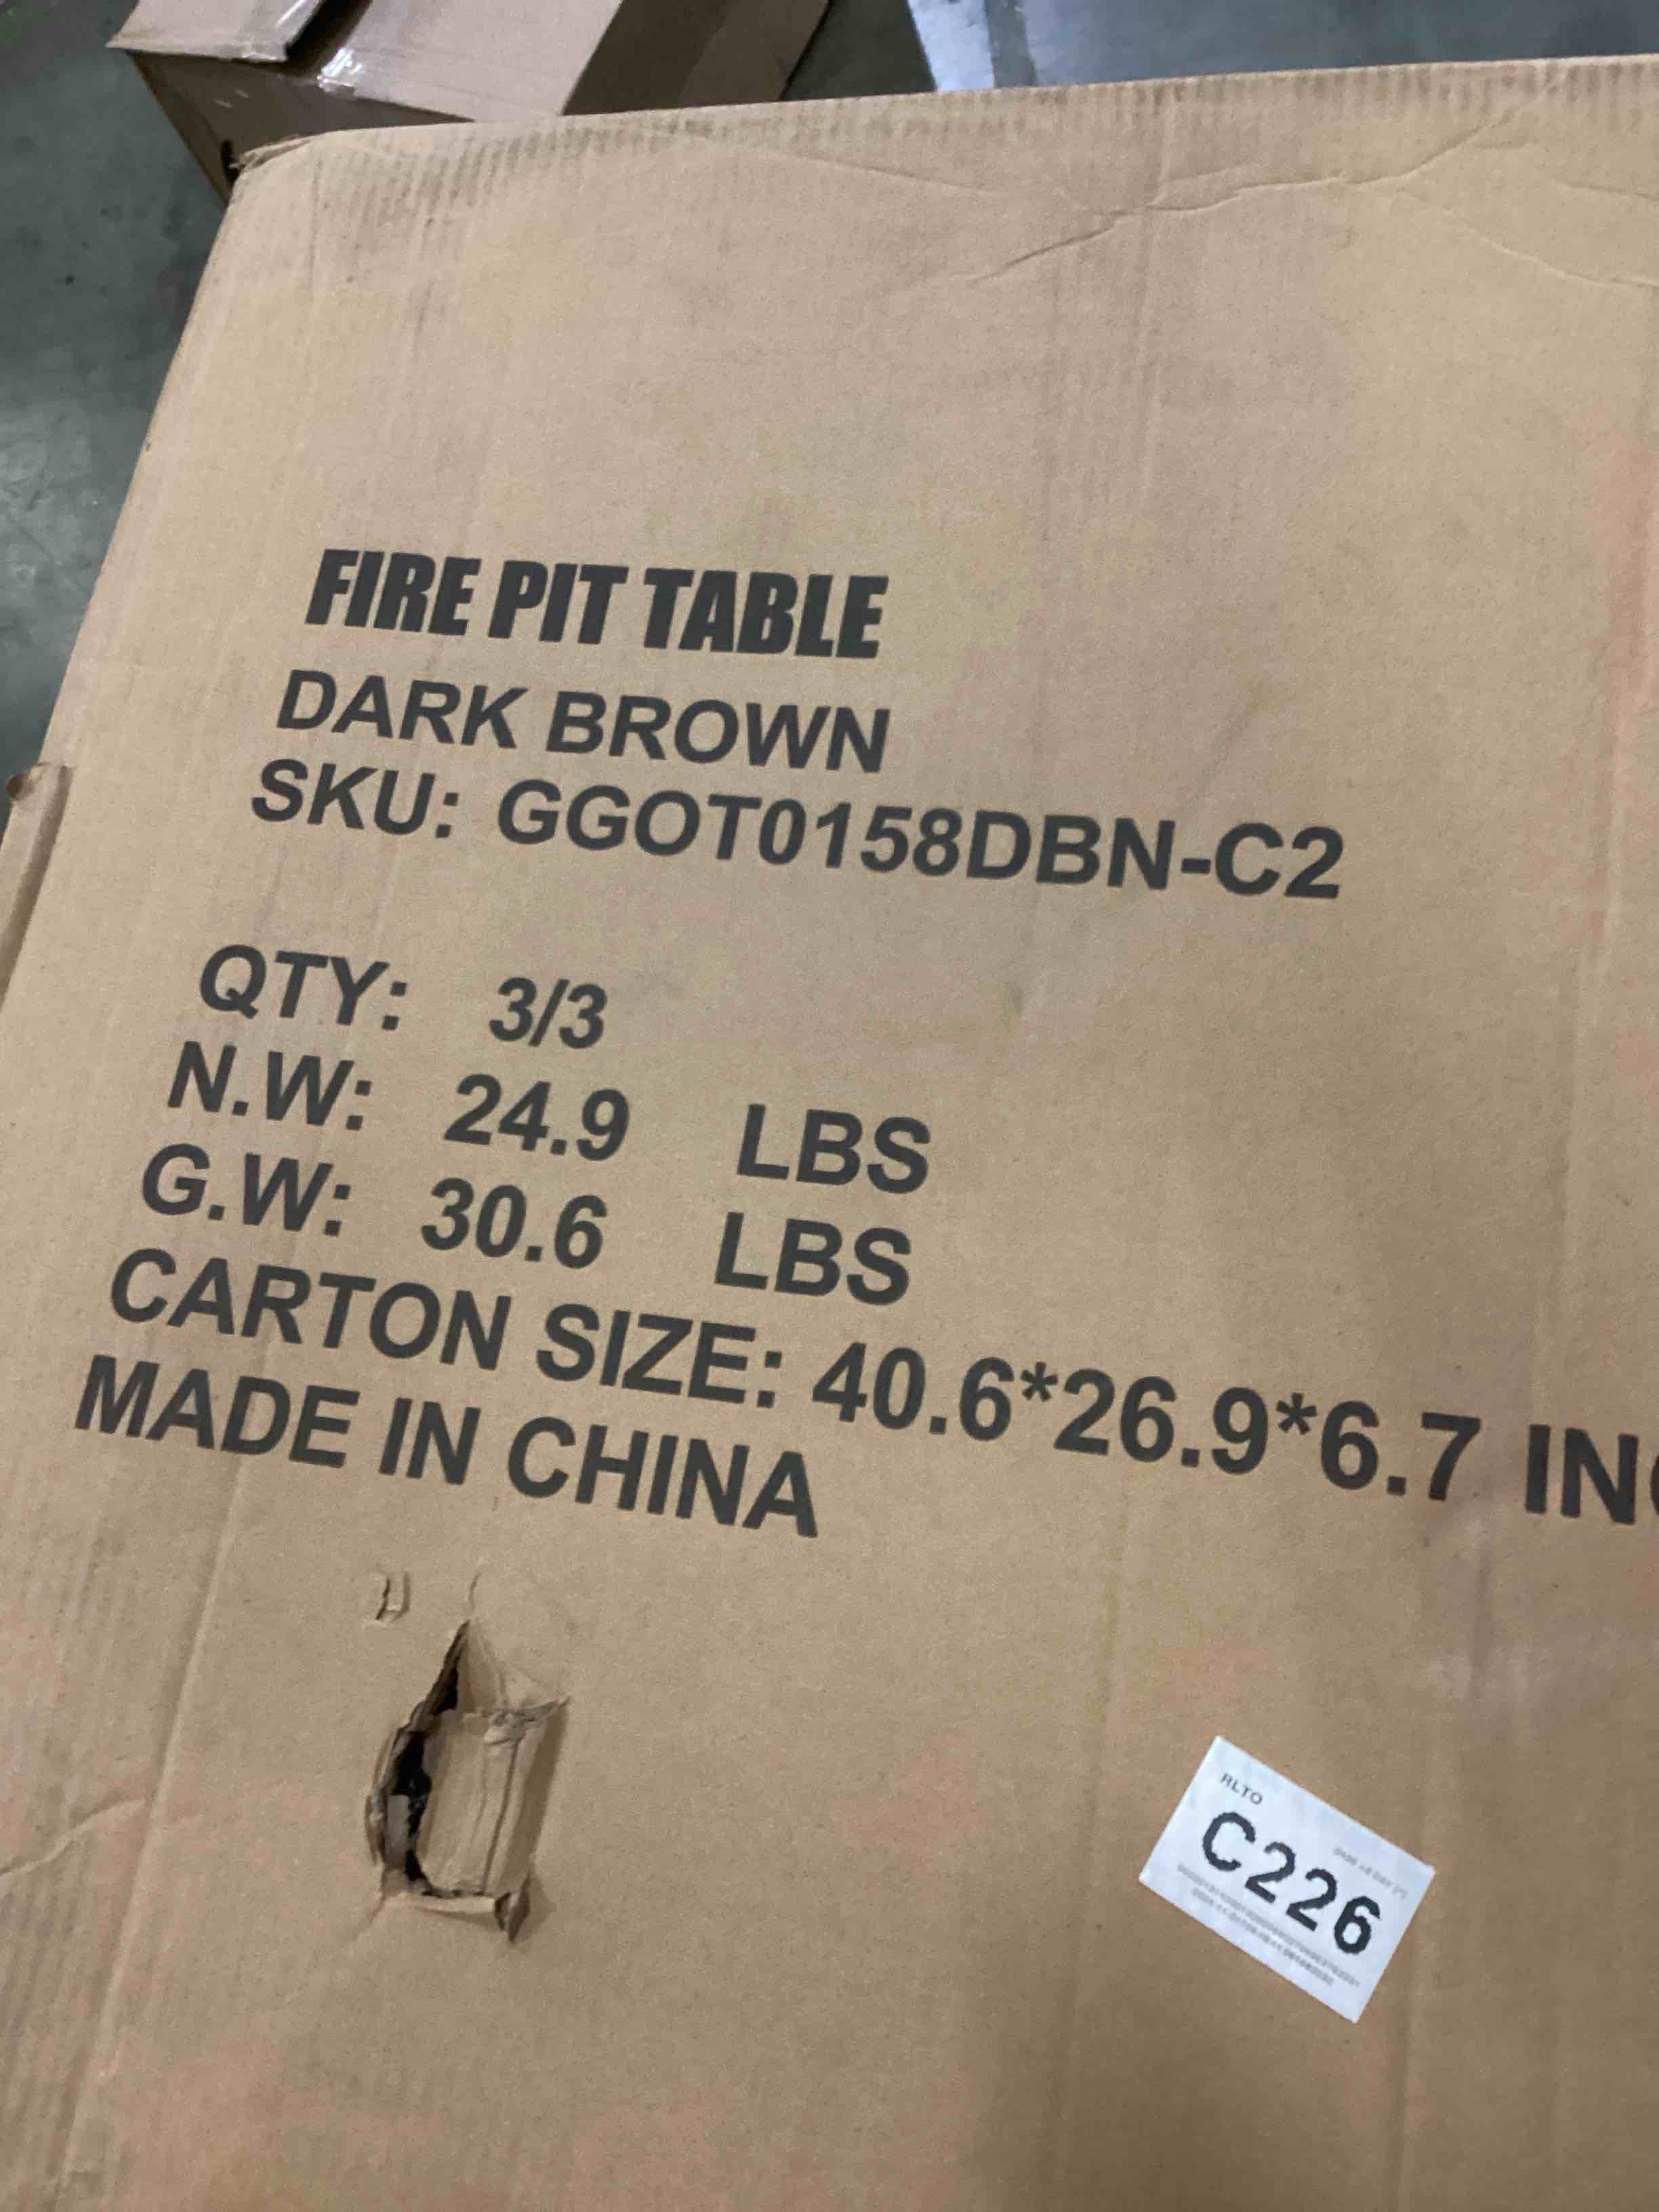 FIRE PIT TABLE
DARK BROWN
SKU: GGOT0158DBN-C2
QTY: 3/3
N.W: 24.9 LBS
G.W: 30.6 LBS
CARTON SIZE: 40.6*26.9*6.7 IN
MADE IN CHINA
RLTO
C226